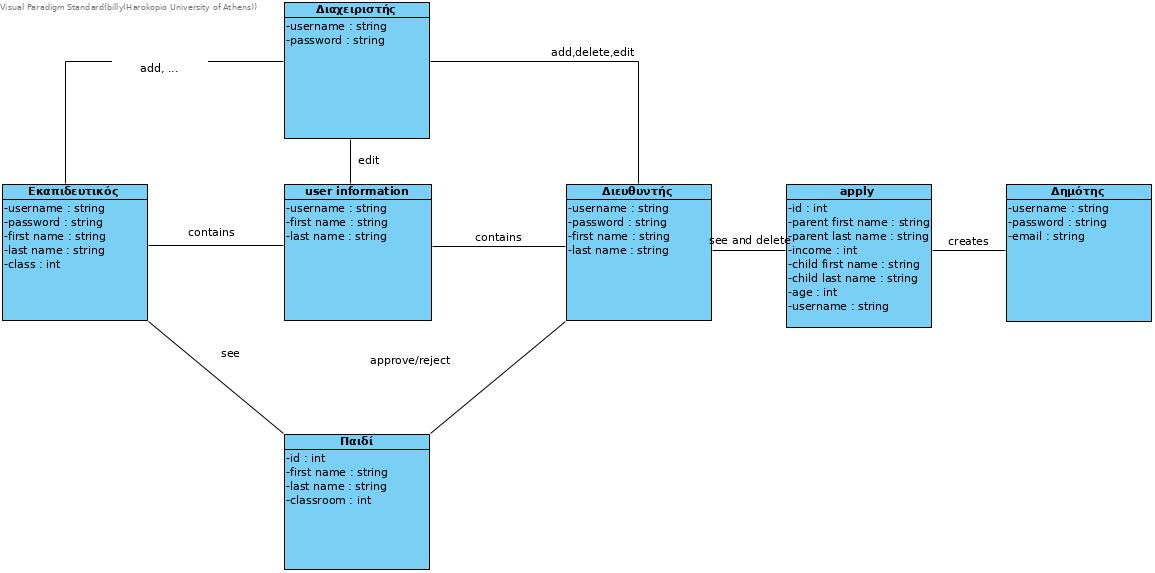 Visual Paradigm Standard(billy(Harokopio University of Athens))
Διαχειριστής
-username : string
-password : string
add, ...
add,delete,edit
edit
Εκαπιδευτικός
-username : string
-password : string
-first name : string
-last name : string
-class : int
contains
user information
-username : string
-first name : string
-last name : string
contains
Διευθυντής
-username : string
-password : string
-first name : string
-last name : string
see and delete
apply
-id : int
-parent first name : string
-parent last name : string
-income : int
-child first name : string
-child last name : string
-age : int
-username : string
creates
Δημότης
-username : string
-password : string
-email : string
see
approve/reject
Παιδί
-id : int
-first name : string
-last name : string
-classroom : int